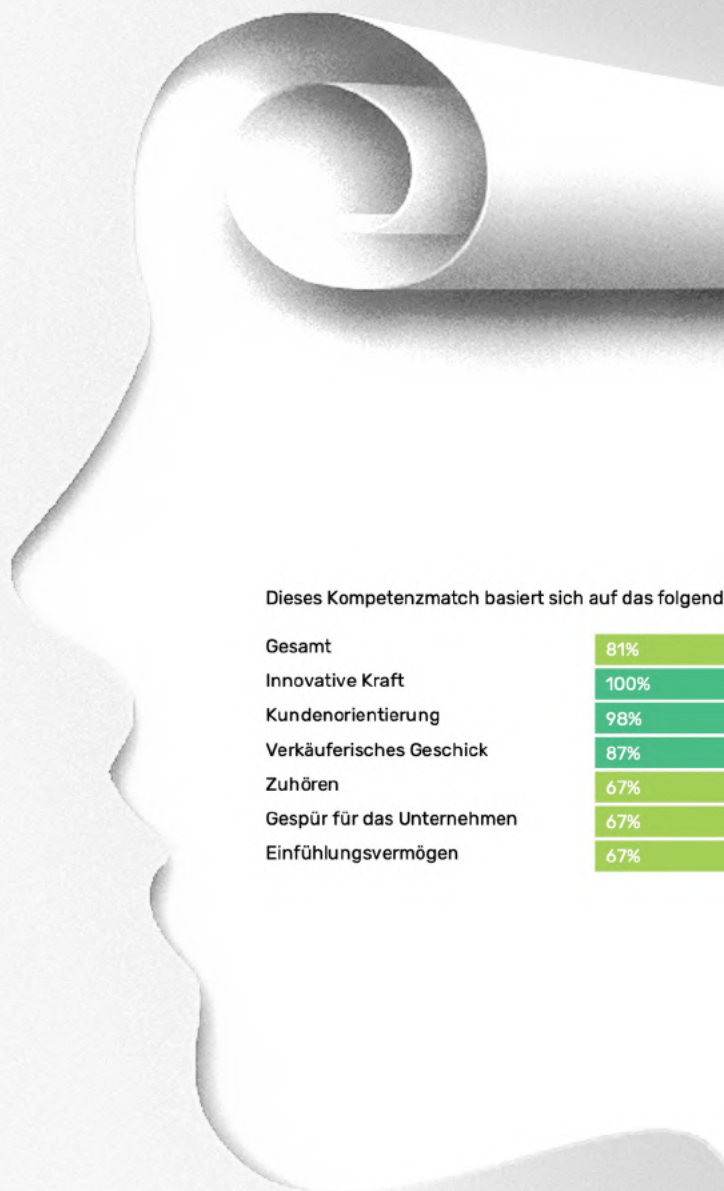 Dieses Kompetenzmatch basiert sich auf das folgend
Gesamt 81%
Innovative Kraft 100%
Kundenorientierung 98%
Verkäuferisches Geschick 87%
Zuhören 67%
Gespür für das Unternehmen 67%
Einfühlungsvermögen 67%